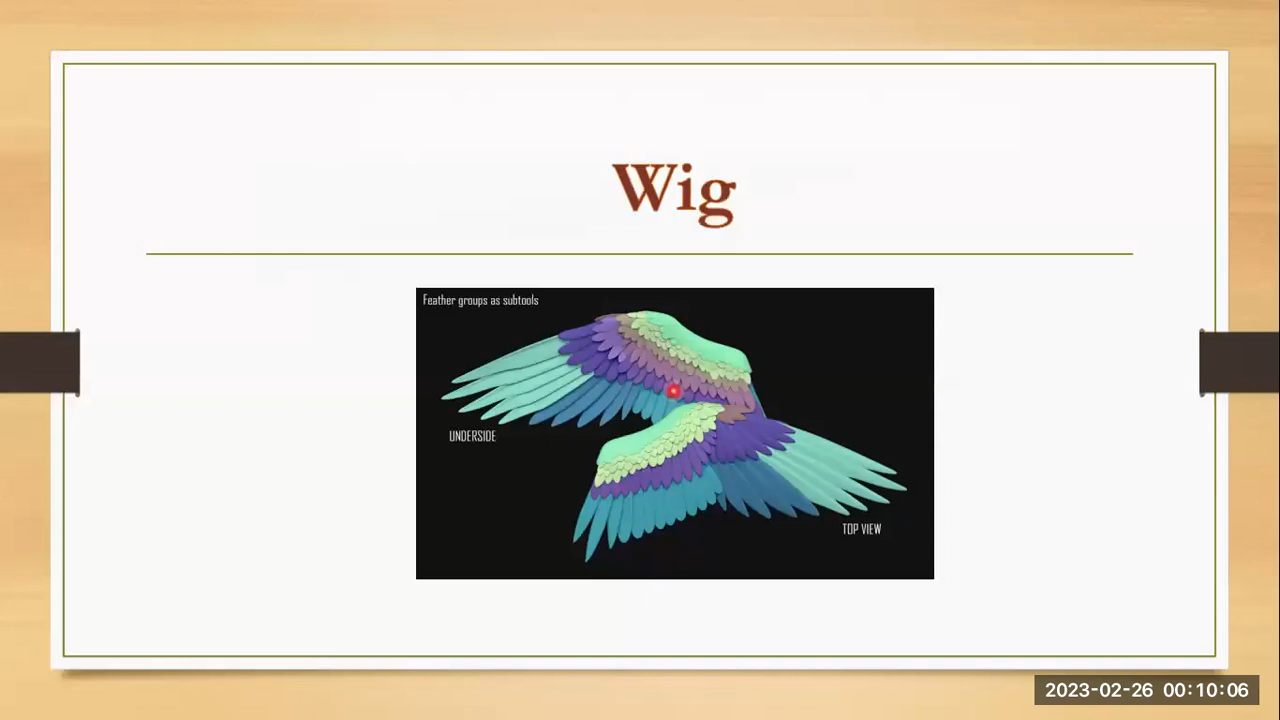 Wig
Feather groups as subtools
UNDERSIDE
TOP VIEW
2023-02-26 00:10:06